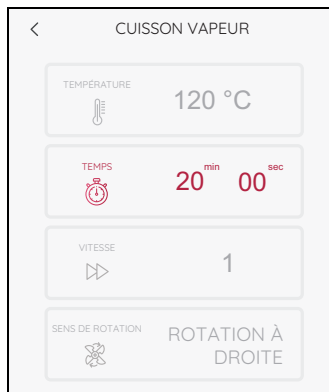 CUISSON VAPEUR
TEMPÉRATURE
120 °C
TEMPS
20 min 00 sec
VITESSE
1
SENS DE ROTATION
ROTATION À
DROITE